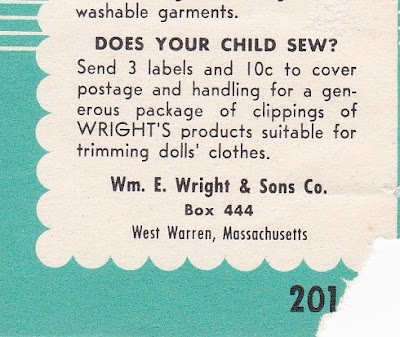 washable garments.
DOES YOUR CHILD SEW?
Send 3 labels and 10c to cover
postage and handling for a gen-
erous package of clippings of
WRIGHT'S products suitable for
trimming dolls' clothes.
Wm. E. Wright & Sons Co.
Box 444
West Warren, Massachusetts
201